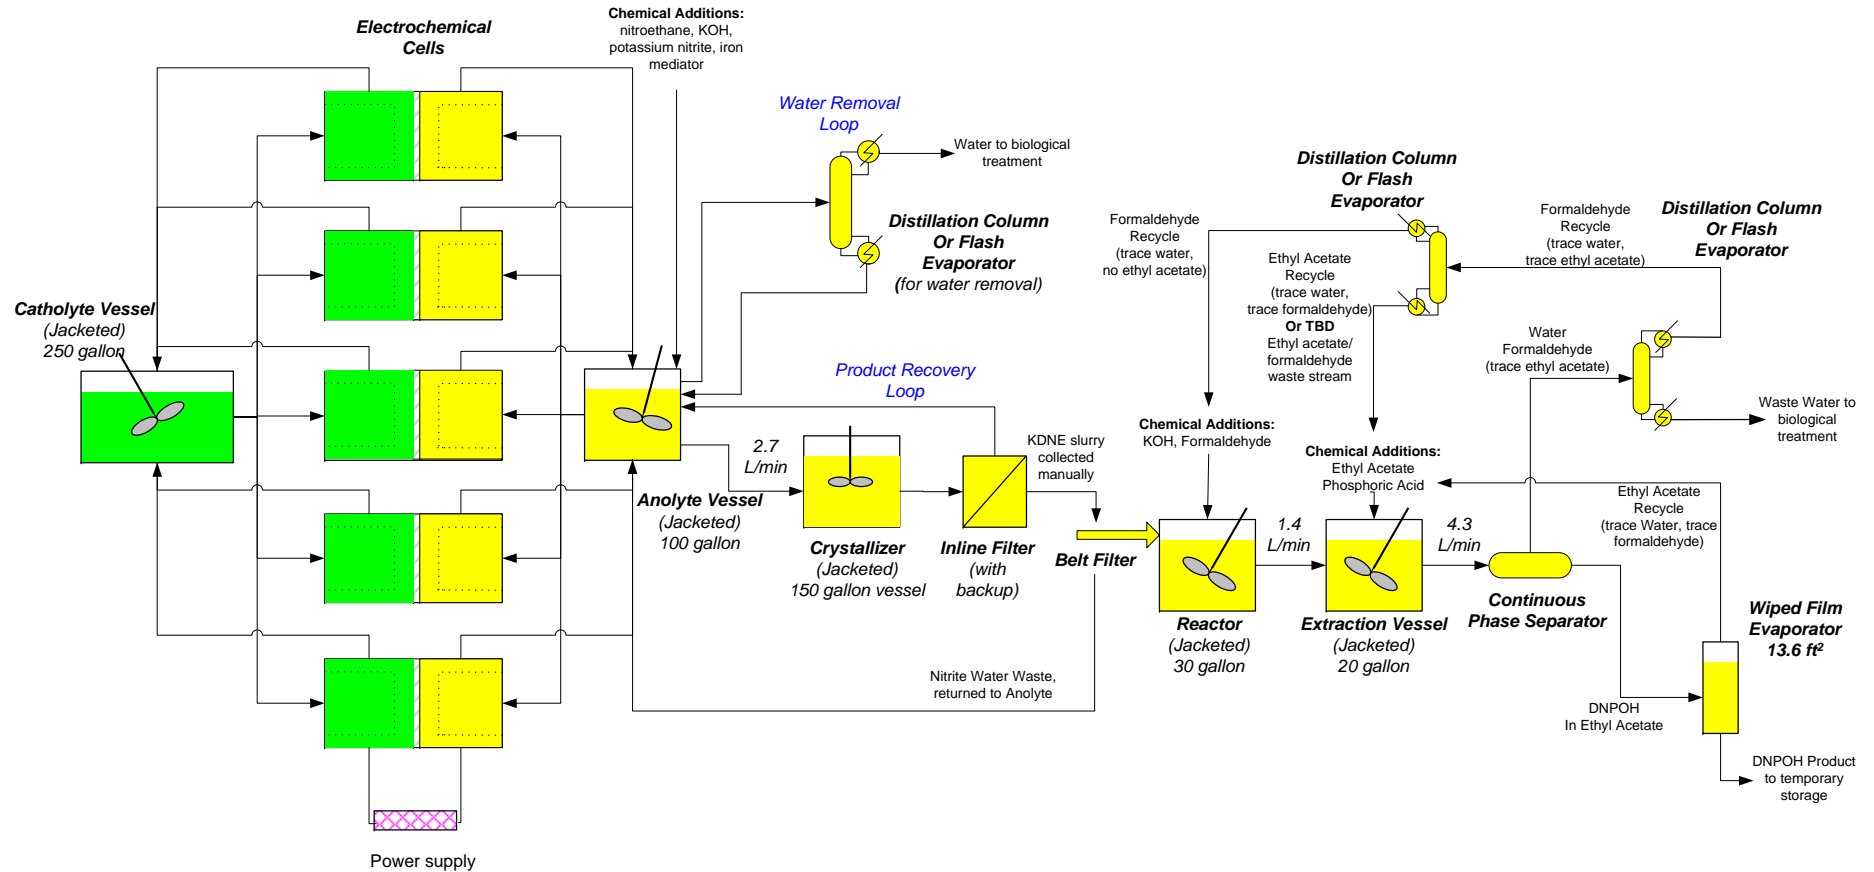 Electrochemical
Cells
Chemical Additions:
nitroethane, KOH,
potassium nitrite, iron
mediator
Water Removal
Loop
Water to biological
treatment
Distillation Column
Or Flash
Evaporator
(for water removal)
Catholyte Vessel
(Jacketed)
250 gallon
Product Recovery
Loop
2.7
L/min
Anolyte Vessel
(Jacketed)
100 gallon
Crystallizer
(Jacketed)
150 gallon vessel
Inline Filter
(with
backup)
KDNE slurry
collected
manually
Belt Filter
Nitrite Water Waste,
returned to Anolyte
Power supply
Formaldehyde
Recycle
(trace water,
no ethyl acetate)
Distillation Column
Or Flash
Evaporator
Ethyl Acetate
Recycle
(trace water,
trace formaldehyde)
Or TBD
Ethyl acetate/
formaldehyde
waste stream
Formaldehyde
Recycle
(trace water,
trace ethyl acetate)
Distillation Column
Or Flash
Evaporator
Water
Formaldehyde
(trace ethyl acetate)
Waste Water to
biological
treatment
Chemical Additions:
KOH, Formaldehyde
Chemical Additions:
Ethyl Acetate
Phosphoric Acid
1.4
L/min
4.3
L/min
Reactor
(Jacketed)
30 gallon
Extraction Vessel
(Jacketed)
20 gallon
Continuous
Phase Separator
Ethyl Acetate
Recycle
(trace Water, trace
formaldehyde)
Wiped Film
Evaporator
13.6 ft²
DNPOH
In Ethyl Acetate
DNPOH Product
to temporary
storage